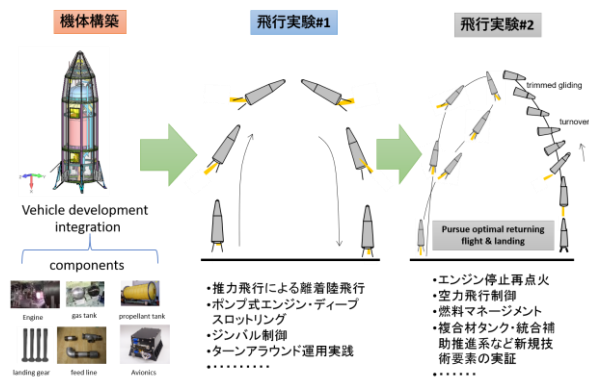 機体構築
飛行実験#1
飛行実験#2
trimmed gliding
turnover
Vehicle development
integration
components
Engine
gas tank
propellant tank
landing gear
feed line
Avionics
・推力飛行による離着陸飛行
・ポンプ式エンジン・ディープ
スロットリング
・ジンバル制御
・ターンアラウンド運用実践
・・・・・・・・・・
Pursue optimal returning
flight & landing
・エンジン停止再点火
・空力飛行制御
・燃料マネージメント
・複合材タンク・統合補
助推進系など新規技
術要素の実証
・・・・・・・